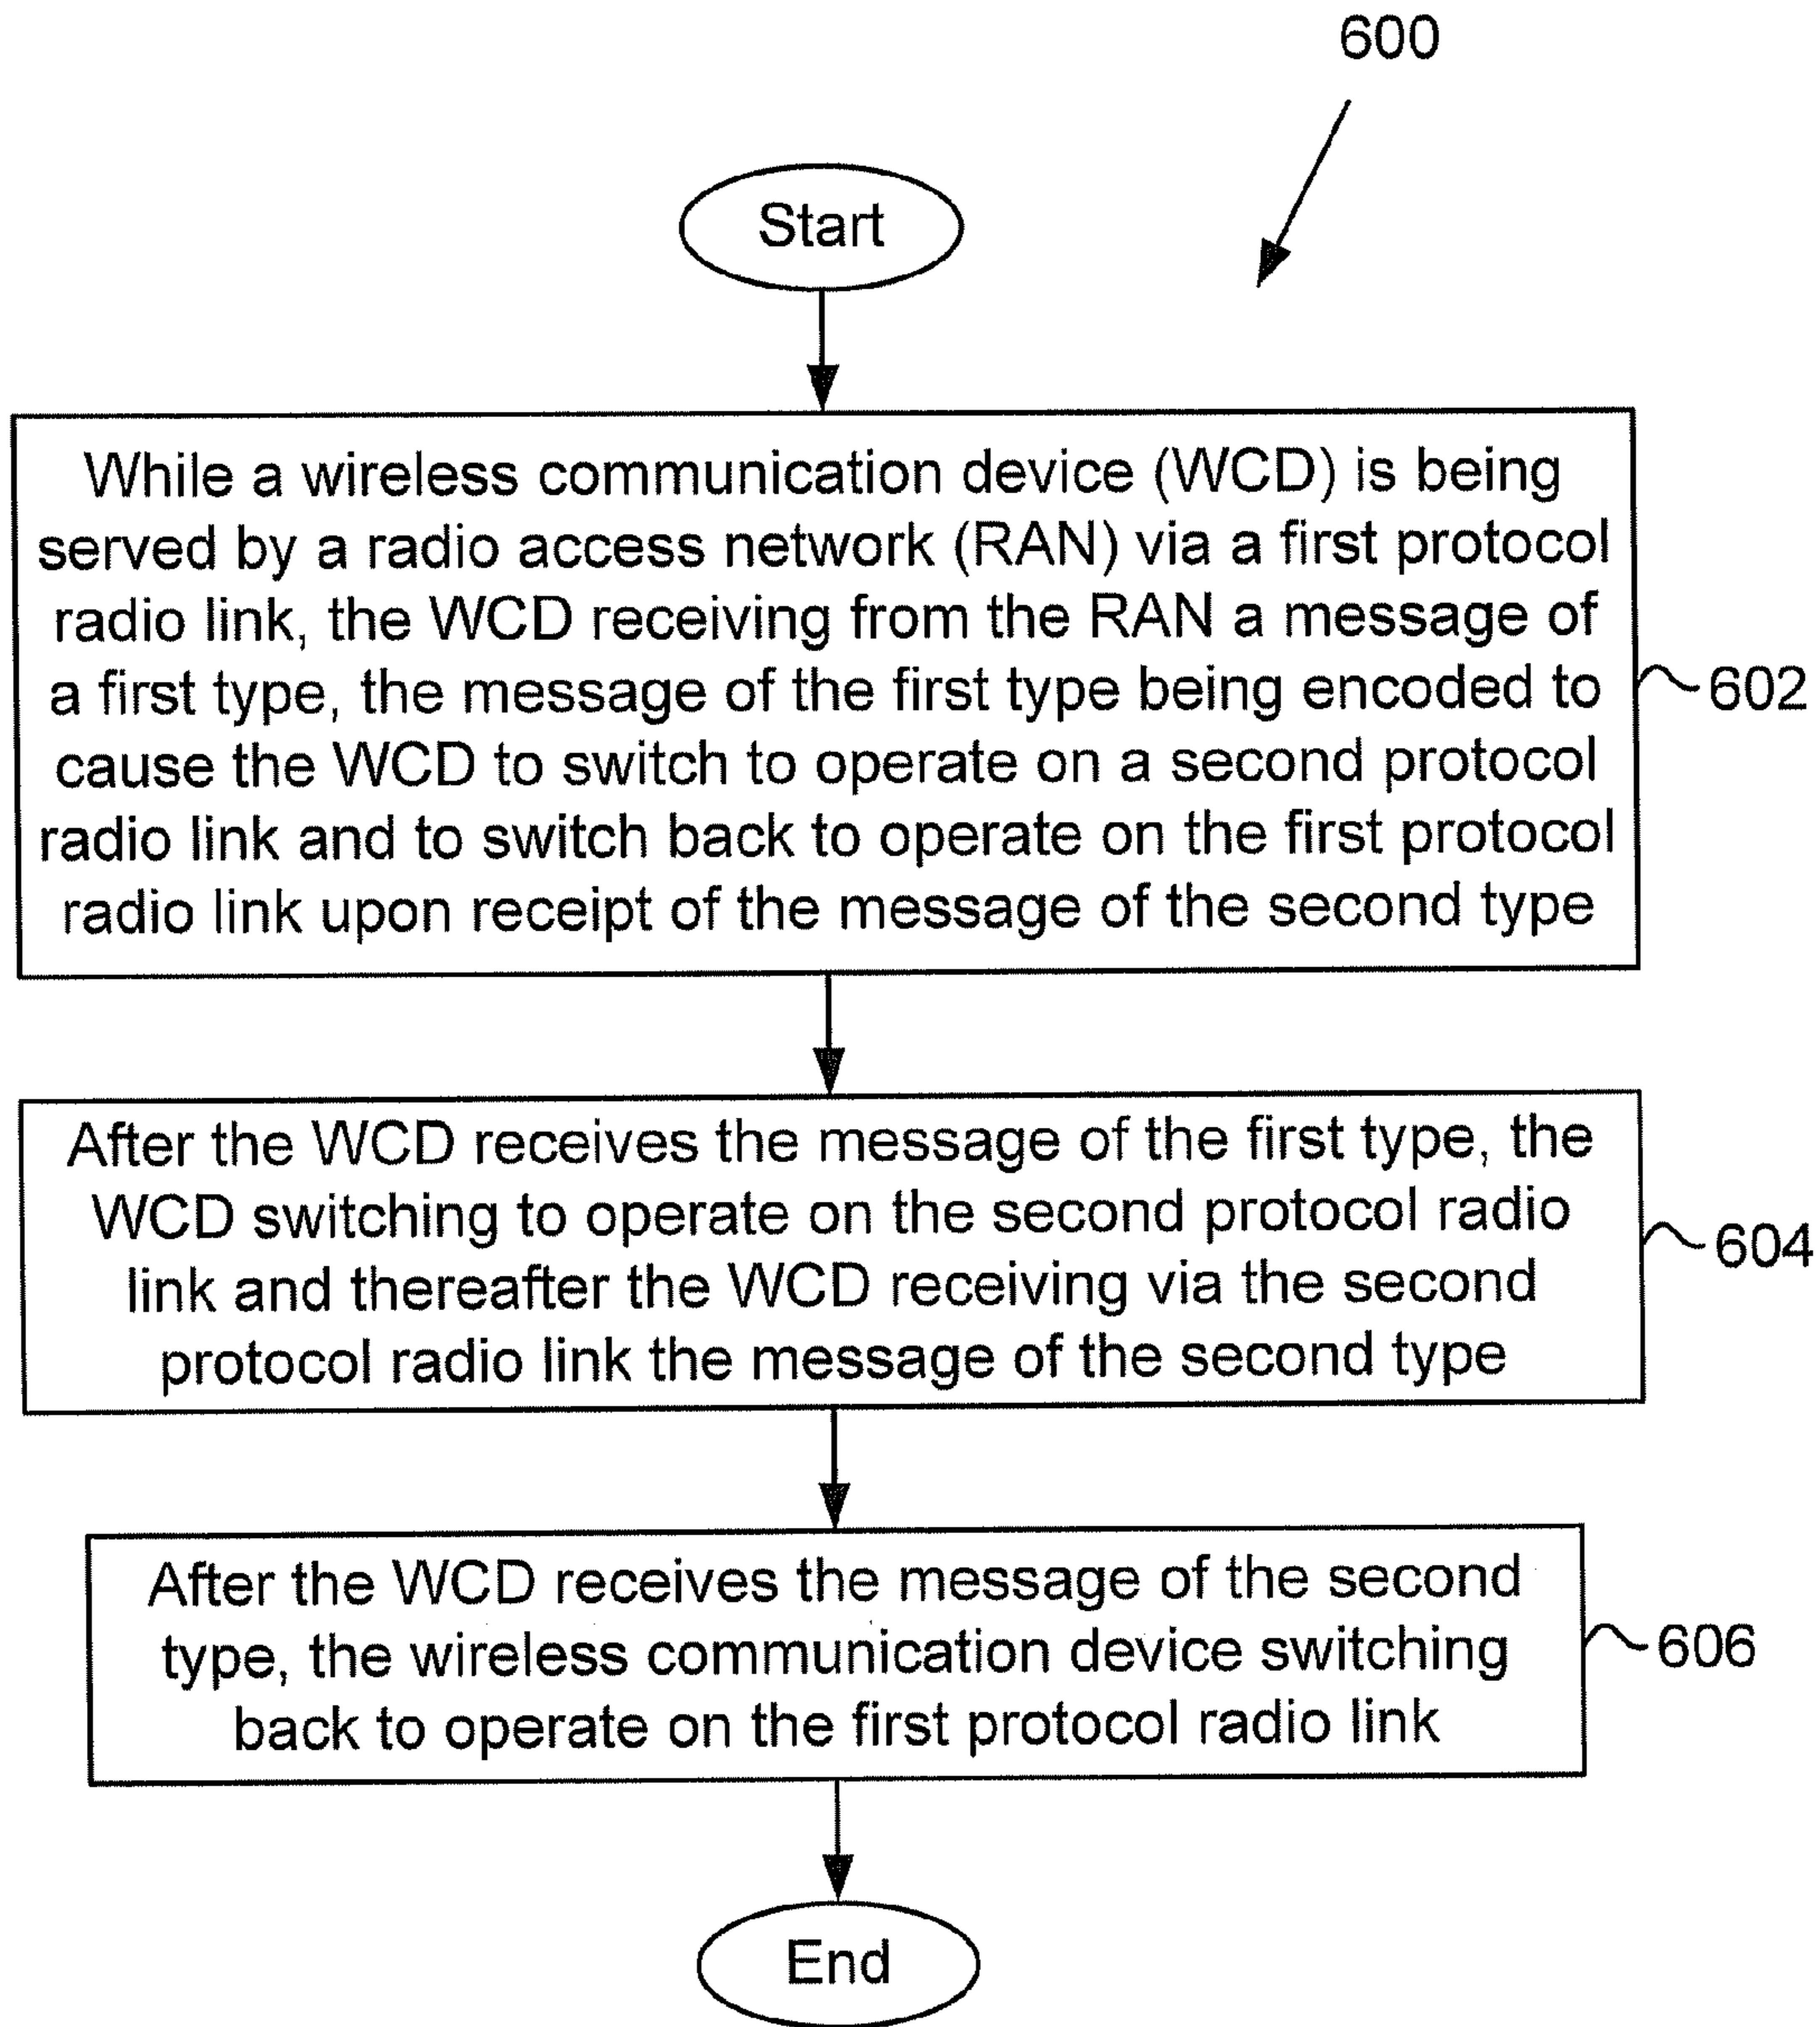 600
Start
While a wireless communication device (WCD) is being
served by a radio access network (RAN) via a first protocol
radio link, the WCD receiving from the RAN a message of
a first type, the message of the first type being encoded to
cause the WCD to switch to operate on a second protocol
radio link and to switch back to operate on the first protocol
radio link upon receipt of the message of the second type
602
After the WCD receives the message of the first type, the
WCD switching to operate on the second protocol radio
link and thereafter the WCD receiving via the second
protocol radio link the message of the second type
604
After the WCD receives the message of the second
type, the wireless communication device switching
back to operate on the first protocol radio link
606
End